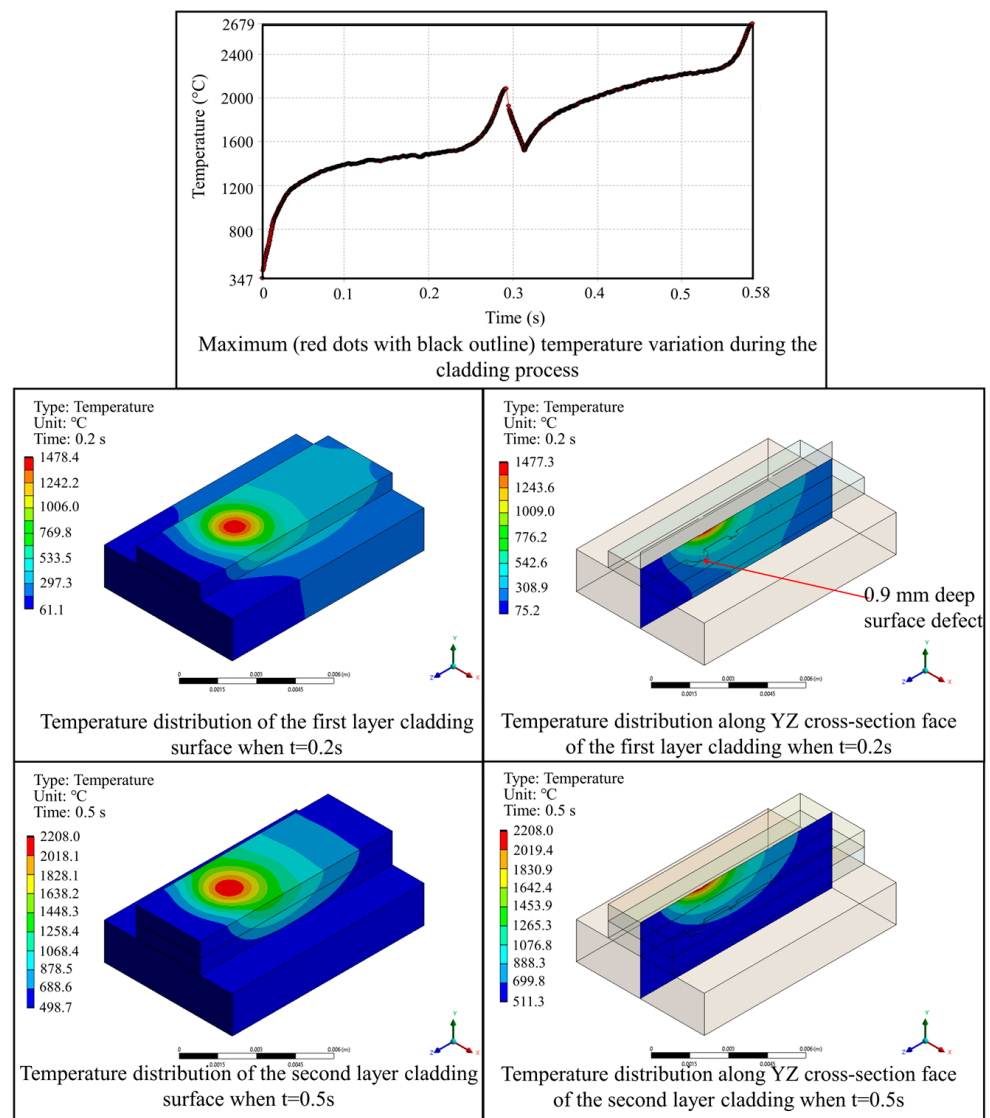 2679
2400
2000
1600
1200
800
347
Temperature (°C)
0 0.1 0.2 0.3 0.4 0.5 0.58
Time (s)
Maximum (red dots with black outline) temperature variation during the
cladding process
Type: Temperature
Unit: °C
Time: 0.2 s
1478.4
1242.2
1006.0
769.8
533.5
297.3
61.1
0 0.003 0.006 (m)
0.0015 0.0045
Y
Z X
Temperature distribution of the first layer cladding
surface when t=0.2s
Type: Temperature
Unit: °C
Time: 0.2 s
1477.3
1243.6
1009.0
776.2
542.6
308.9
75.2
0.9 mm deep
surface defect
0 0.003 0.006 (m)
0.0015 0.0045
Y
Z X
Temperature distribution along YZ cross-section face
of the first layer cladding when t=0.2s
Type: Temperature
Unit: °C
Time: 0.5 s
2208.0
2018.1
1828.1
1638.2
1448.3
1258.4
1068.4
878.5
688.6
498.7
0 0.003 0.006 (m)
0.0015 0.0045
Y
Z X
Temperature distribution of the second layer cladding
surface when t=0.5s
Type: Temperature
Unit: °C
Time: 0.5 s
2208.0
2019.4
1830.9
1642.4
1453.9
1265.3
1076.8
888.3
699.8
511.3
0 0.003 0.006 (m)
0.0015 0.0045
Y
Z X
Temperature distribution along YZ cross-section face
of the second layer cladding when t=0.5s